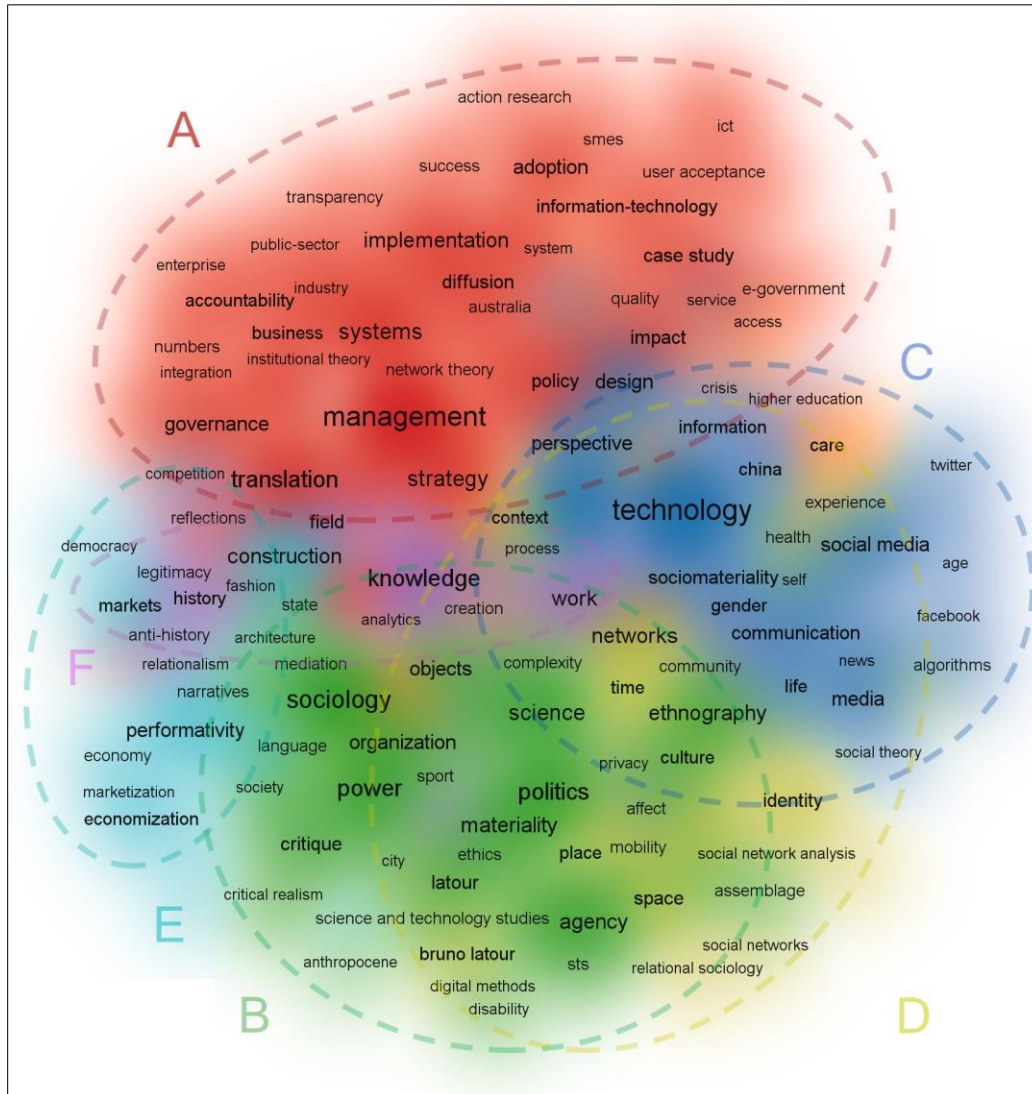 action research
A
ict
smes
success
adoption
user acceptance
transparency
information-technology
public-sector
implementation
system
case study
enterprise
industry
diffusion
accountability
australia
quality
service
e-government
business
systems
access
impact
numbers
institutional theory
integration
network theory
policy
design
C
crisis
higher education
management
governance
information
perspective
care
competition
translation
strategy
china
twitter
reflections
field
context
technology
experience
democracy
construction
process
health
social media
legitimacy
fashion
knowledge
sociomateriality
self
age
markets
history
state
analytics
creation
work
gender
facebook
anti-history
architecture
networks
communication
F
relationalism
mediation
objects
complexity
community
news
algorithms
narratives
sociology
time
life
media
performativity
language
organization
science
ethnography
economy
social theory
marketization
society
power
sport
politics
privacy
culture
economization
materiality
affect
identity
critique
city
ethics
place
mobility
social network analysis
critical realism
latour
space
assemblage
E
science and technology studies
agency
anthropocene
bruno latour
sts
social networks
relational sociology
digital methods
disability
B
D